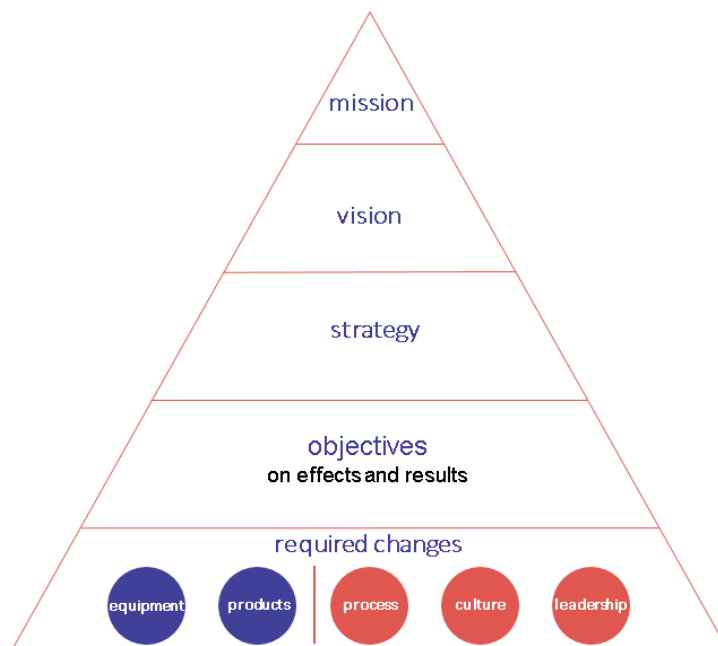 mission
vision
strategy
objectives
on effects and results
required changes
equipment products process culture leadership